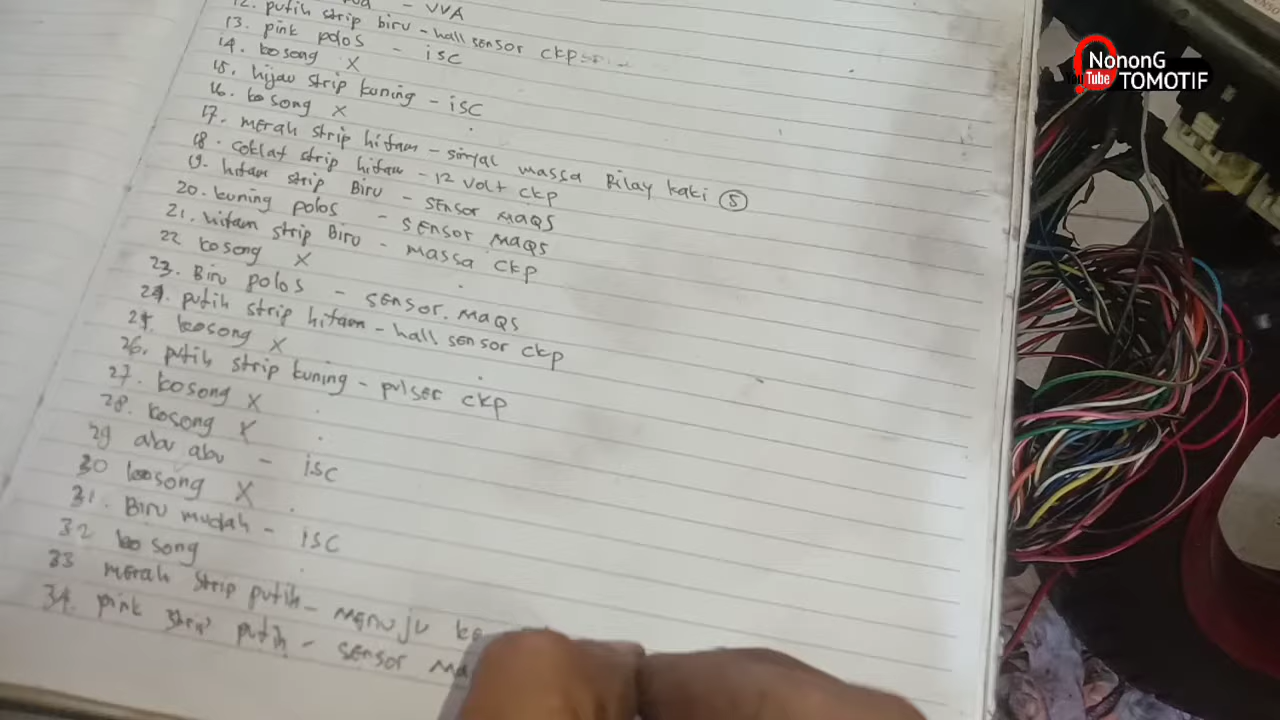 - VVA
12. putih strip biru - hall sensor ckp
13. pink polos - isc
14. kosong X
15. hijau strip kuning - isc
16. kosong X
17. merah strip hitam - sinyal massa Rilay kaki 5
18. coklat strip hitam - 12 volt ckp
19. hitam strip Biru - sensor MAQS
20. kuning polos - sensor MAQS
21. hitam strip Biru - massa ckp
22 kosong X
23. Biru polos - sensor. MAQS
24. putih strip hitam - hall sensor ckp
25. kosong X
26. putih strip kuning - pulser ckp
27. kosong X
28. kosong X
29 abu abu - isc
30 kosong X
31. Biru mudah - isc
32 kosong
33 merah strip putih - menuju
34. pink strip putih - sensor
NononG
YouTube TOMOTIF